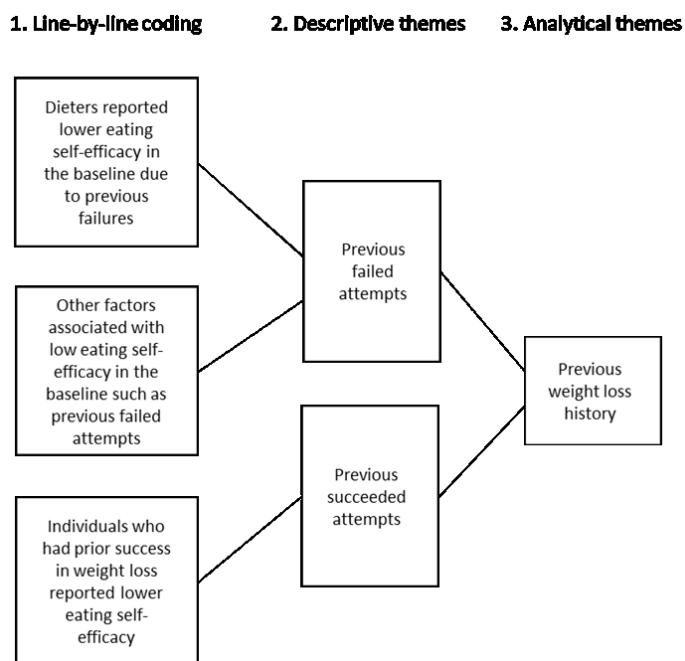 1. Line-by-line coding
2. Descriptive themes
3. Analytical themes
Dieters reported
lower eating
self-efficacy in
the baseline due
to previous
failures
Other factors
associated with
low eating self-
efficacy in the
baseline such as
previous failed
attempts
Individuals who
had prior success
in weight loss
reported lower
eating self-
efficacy
Previous
failed
attempts
Previous
succeeded
attempts
Previous
weight loss
history